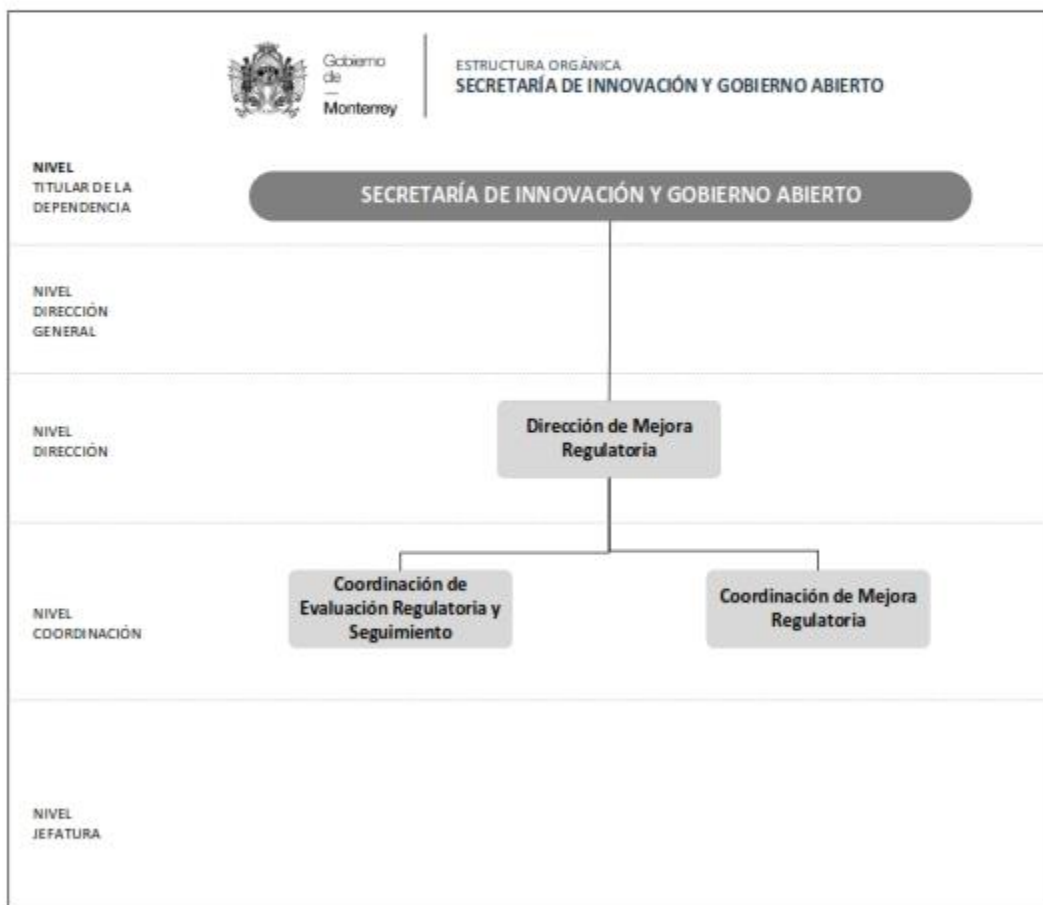 Gobierno
de
—
Monterrey
ESTRUCTURA ORGÁNICA
SECRETARÍA DE INNOVACIÓN Y GOBIERNO ABIERTO
NIVEL
TITULAR DE LA
DEPENDENCIA
SECRETARÍA DE INNOVACIÓN Y GOBIERNO ABIERTO
NIVEL
DIRECCIÓN
GENERAL
NIVEL
DIRECCIÓN
Dirección de Mejora
Regulatoria
NIVEL
COORDINACIÓN
Coordinación de
Evaluación Regulatoria y
Seguimiento
Coordinación de Mejora
Regulatoria
NIVEL
JEFATURA